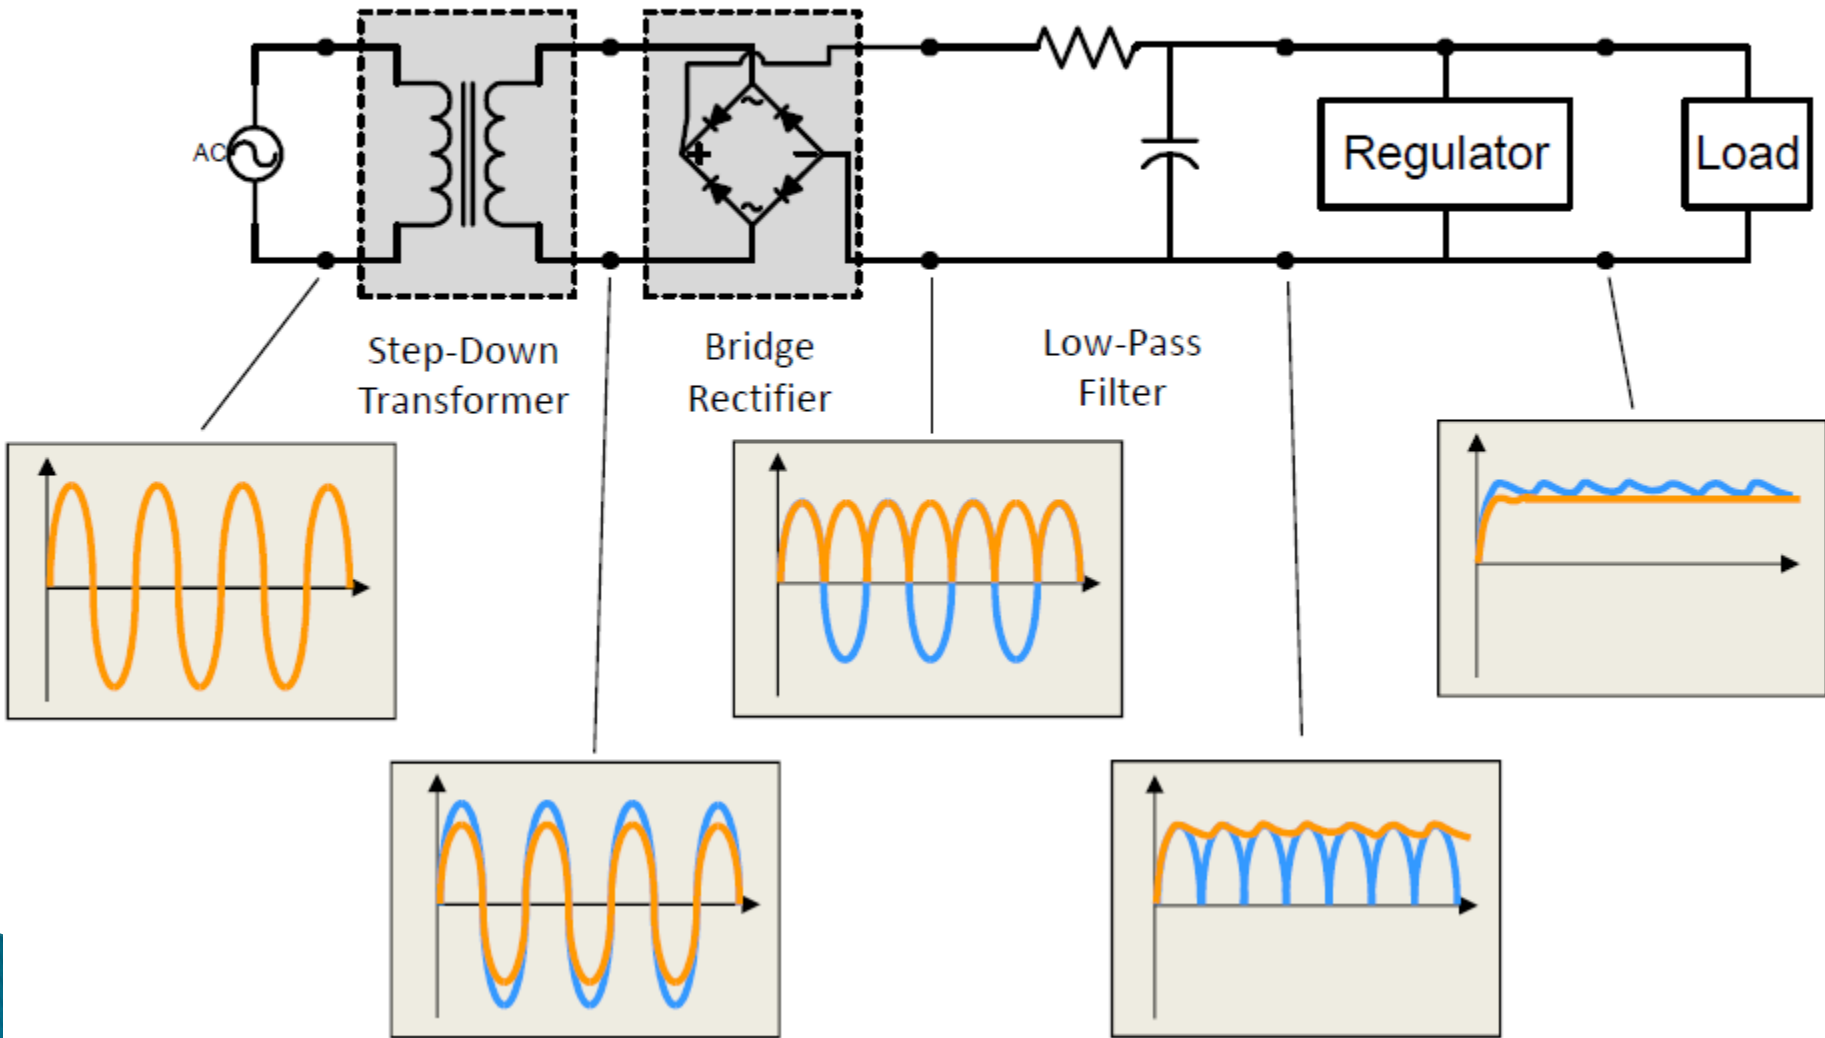 AC
Regulator
Load
Step-Down
Transformer
Bridge
Rectifier
Low-Pass
Filter